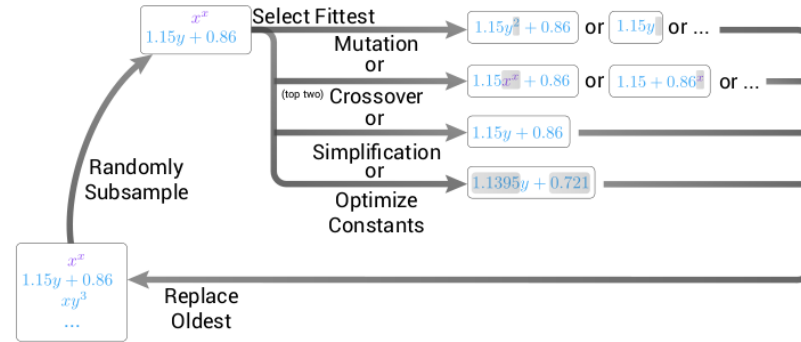 x^x
1.15y + 0.86
Select Fittest
Mutation
or
1.15y^2 + 0.86 or 1.15y or ...
(top two) Crossover
or
1.15x^x + 0.86 or 1.15 + 0.86^x or ...
Simplification
or
1.15y + 0.86
Optimize
Constants
1.1395y + 0.721
Randomly
Subsample
x^x
1.15y + 0.86
xy^3
...
Replace
Oldest